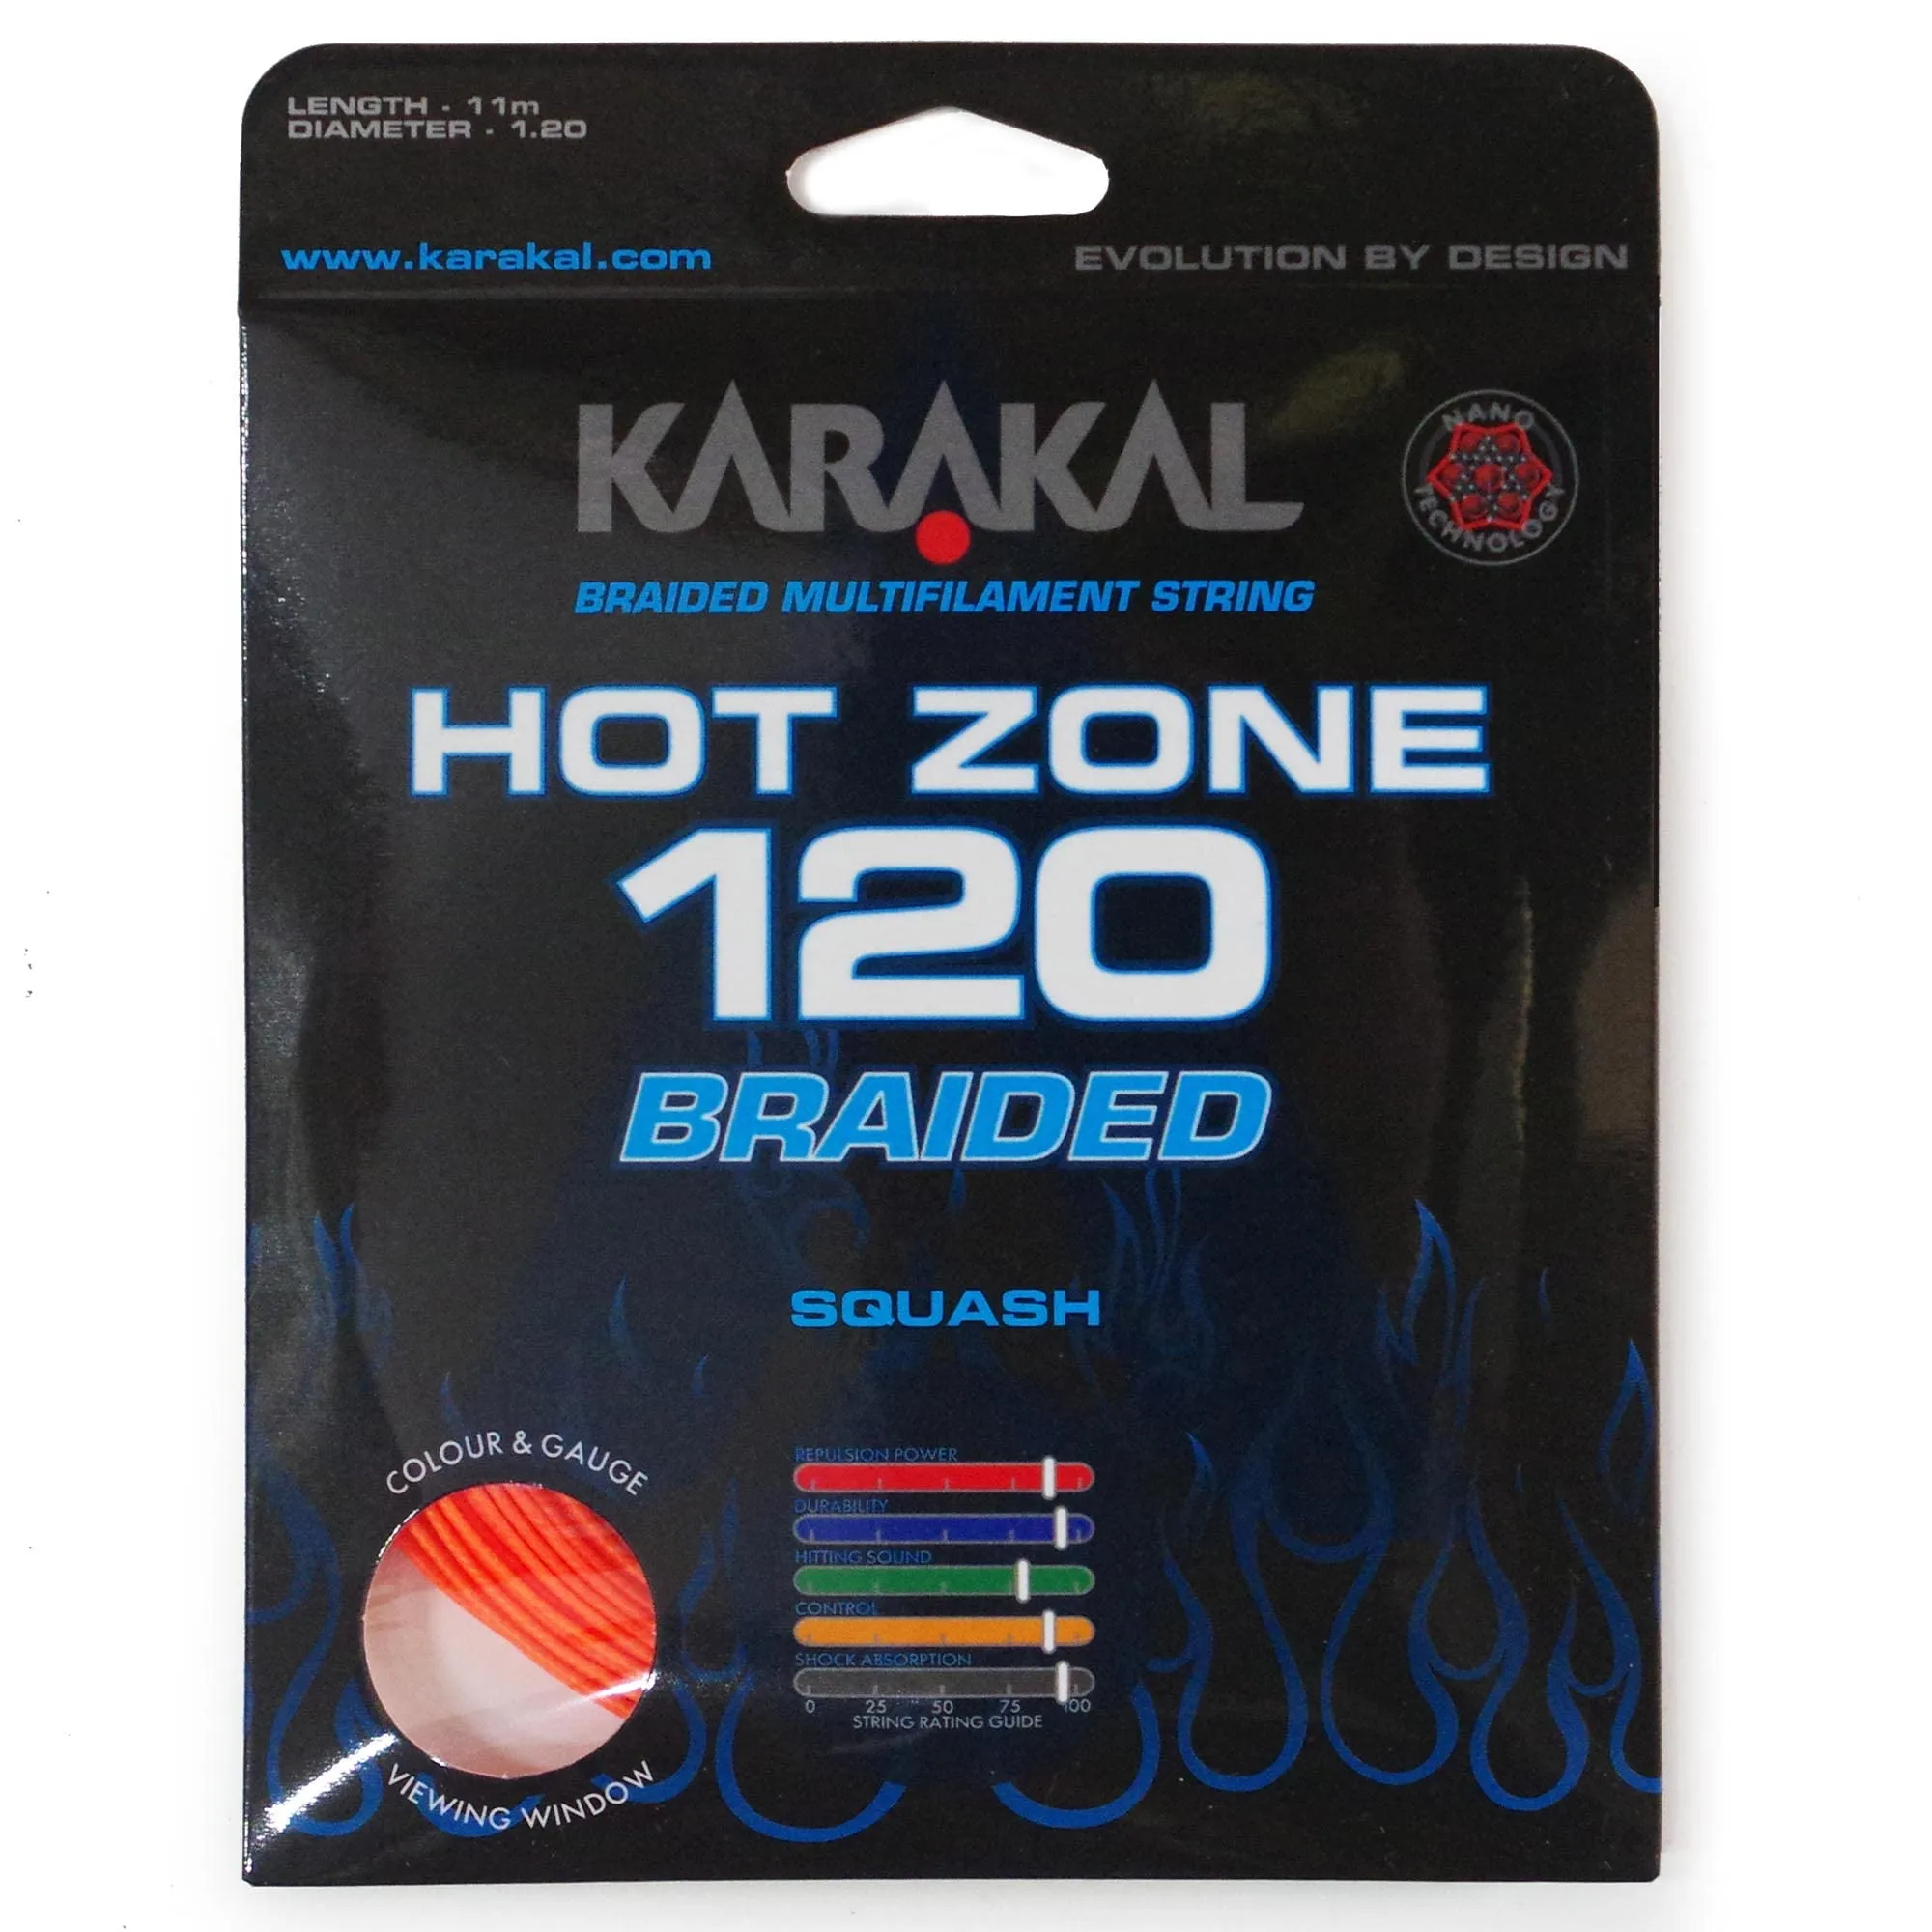 LENGTH - 11m
DIAMETER - 1.20
www.karakal.com
EVOLUTION BY DESIGN
KARAKAL
NANO TECHNOLOGY
BRAIDED MULTIFILAMENT STRING
HOT ZONE
120
BRAIDED
SQUASH
COLOUR & GAUGE
VIEWING WINDOW
REPULSION POWER
DURABILITY
HITTING SOUND
CONTROL
SHOCK ABSORPTION
0 25 50 75 100
STRING RATING GUIDE